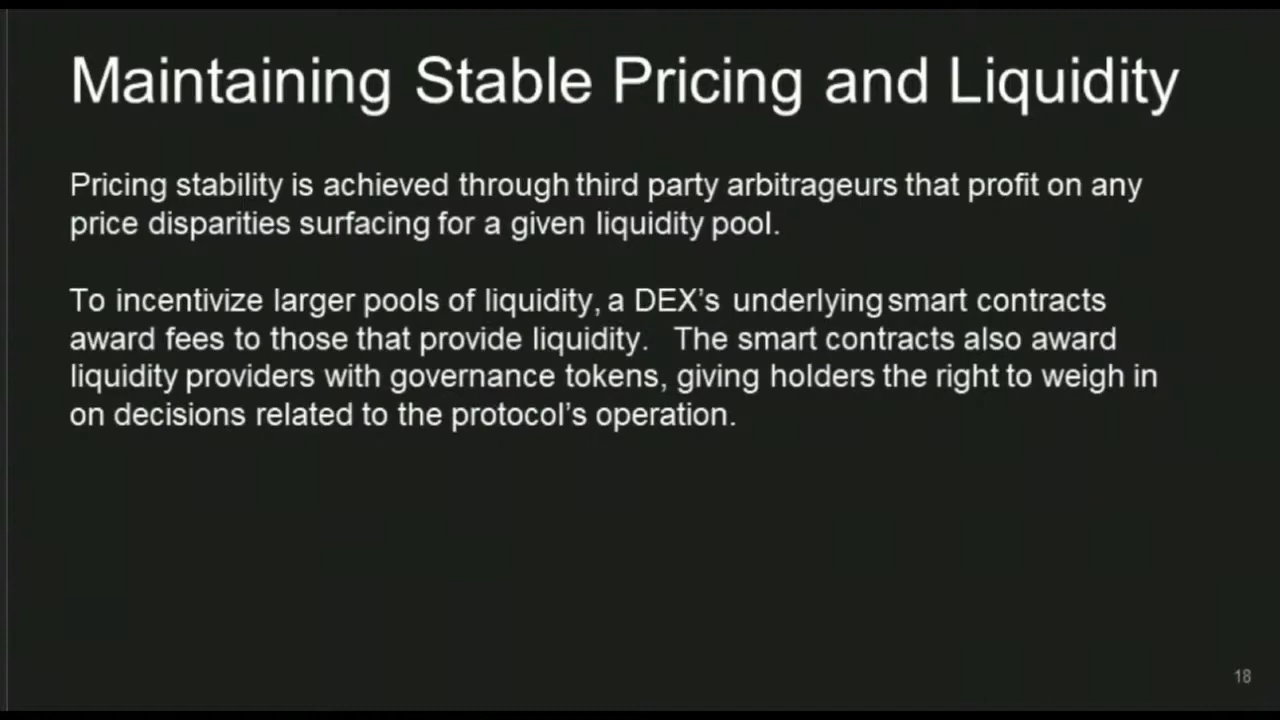 Maintaining Stable Pricing and Liquidity
Pricing stability is achieved through third party arbitrageurs that profit on any
price disparities surfacing for a given liquidity pool.
To incentivize larger pools of liquidity, a DEX’s underlying smart contracts
award fees to those that provide liquidity. The smart contracts also award
liquidity providers with governance tokens, giving holders the right to weigh in
on decisions related to the protocol’s operation.
18